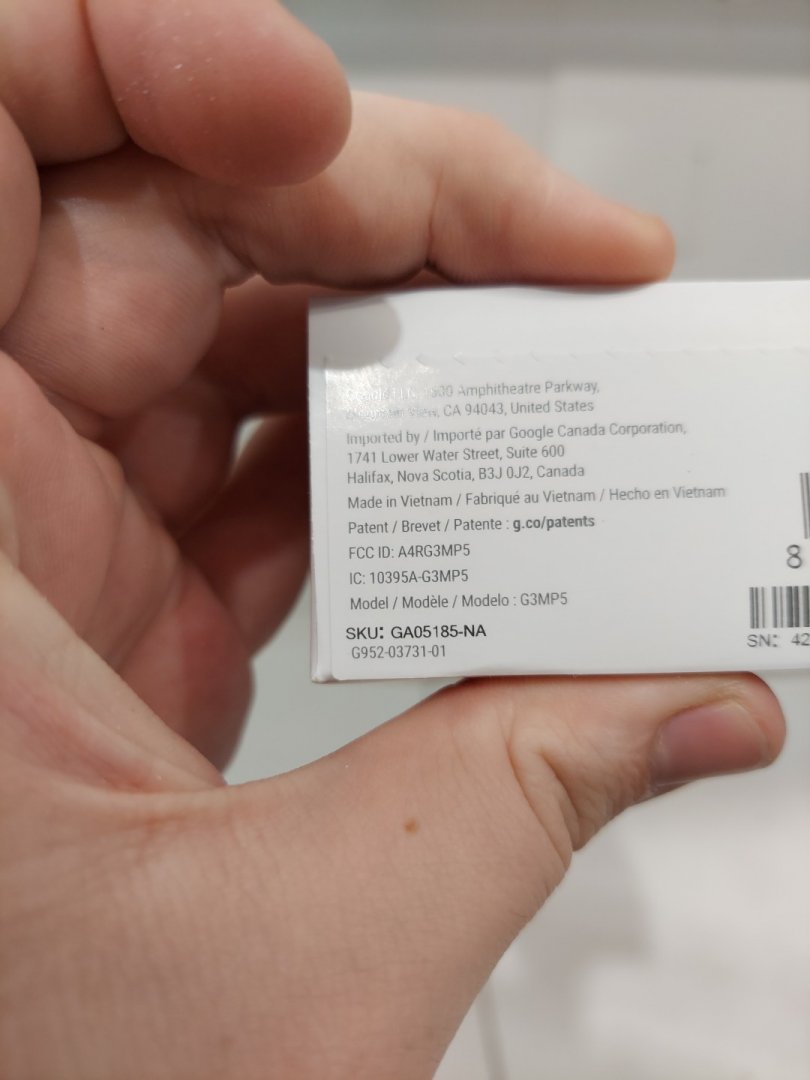 Amphitheatre Parkway,
View, CA 94043, United States
Imported by / Importé par Google Canada Corporation,
1741 Lower Water Street, Suite 600
Halifax, Nova Scotia, B3J 0J2, Canada
Made in Vietnam / Fabriqué au Vietnam / Hecho en Vietnam
Patent / Brevet / Patente : g.co/patents
FCC ID: A4RG3MP5
IC: 10395A-G3MP5
Model / Modèle / Modelo : G3MP5
SKU: GA05185-NA
G952-03731-01
8
SN: 42